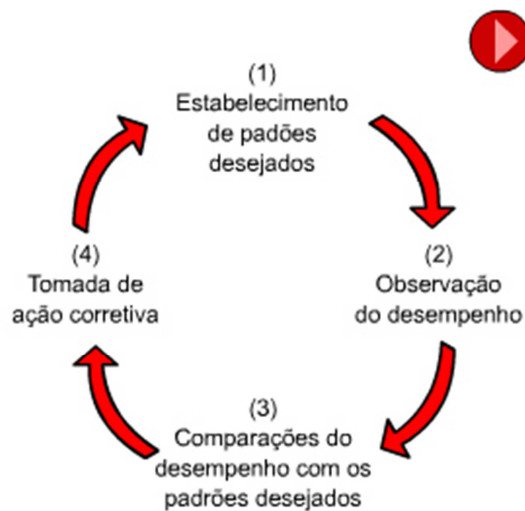 (1)
Estabelecimento
de padões
desejados
(2)
Observação
do desempenho
(3)
Comparações do
desempenho com os
padrões desejados
(4)
Tomada de
ação corretiva